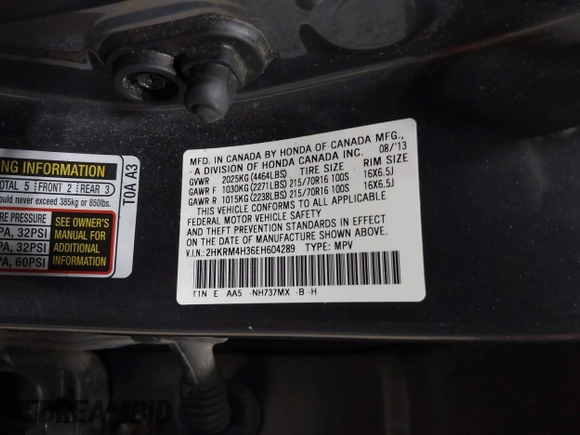 MFD. IN CANADA BY HONDA OF CANADA MFG.,
- A DIVISION OF HONDA CANADA INC. 08/'13
GVWR 2025KG (4464LBS) TIRE SIZE RIM SIZE
GAWR F 1030KG (2271LBS) 215/70R16 100S 16X6.5J
GAWR R 1015KG (2238LBS) 215/70R16 100S 16X6.5J
THIS VEHICLE CONFORMS TO ALL APPLICABLE
FEDERAL MOTOR VEHICLE SAFETY
AND THEFT PREVENTION STANDARDS IN EFFECT
ON THE DATE OF MANUFACTURE SHOWN ABOVE.
V.I.N.: 2HKRM4H36EH604289 TYPE: MPV
T1N E AA5 -NH737MX -B -H
NG INFORMATION
OTAL 5 FRONT 2 REAR 3
ould never exceed 385kg or 850lbs.
RE PRESSURE
PA, 32PSI
PA, 32PSI
PA, 60PSI
SEE OWNER'S
MANUAL FOR
ADDITIONAL
INFORMATION
T0A A3
DREAMBID